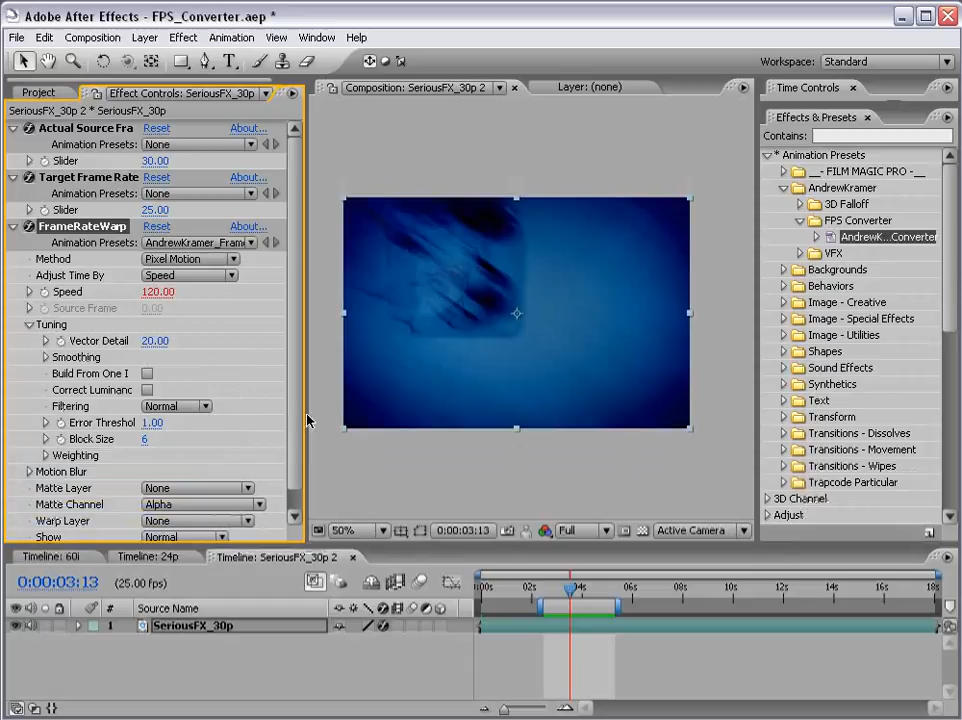 Adobe After Effects - FPS_Converter.aep *
File Edit Composition Layer Effect Animation View Window Help
Workspace: Standard
Project Effect Controls: SeriousFX_30p
SeriousFX_30p 2 * SeriousFX_30p
Actual Source Fra Reset About...
Animation Presets: None
Slider 30.00
Target Frame Rate Reset About...
Animation Presets: None
Slider 25.00
FrameRateWarp Reset About...
Animation Presets: AndrewKramer_Fram
Method Pixel Motion
Adjust Time By Speed
Speed 120.00
Source Frame 0.00
Tuning
Vector Detail 20.00
Smoothing
Build From One I
Correct Luminanc
Filtering Normal
Error Threshol 1.00
Block Size 6
Weighting
Motion Blur
Matte Layer None
Matte Channel Alpha
Warp Layer None
Show Normal
Composition: SeriousFX_30p 2 Layer: (none)
50% 0:00:03:13 Full Active Camera
Time Controls
Effects & Presets
Contains:
* Animation Presets
__- FILM MAGIC PRO -__
AndrewKramer
3D Falloff
FPS Converter
AndrewK...Converter
VFX
Backgrounds
Behaviors
Image - Creative
Image - Special Effects
Image - Utilities
Shapes
Sound Effects
Synthetics
Text
Transform
Transitions - Dissolves
Transitions - Movement
Transitions - Wipes
Trapcode Particular
3D Channel
Adjust
Timeline: 60i Timeline: 24p Timeline: SeriousFX_30p 2
0:00:03:13 (25.00 fps)
# Source Name
1 SeriousFX_30p
:00s 02s 04s 06s 08s 10s 12s 14s 16s 18s